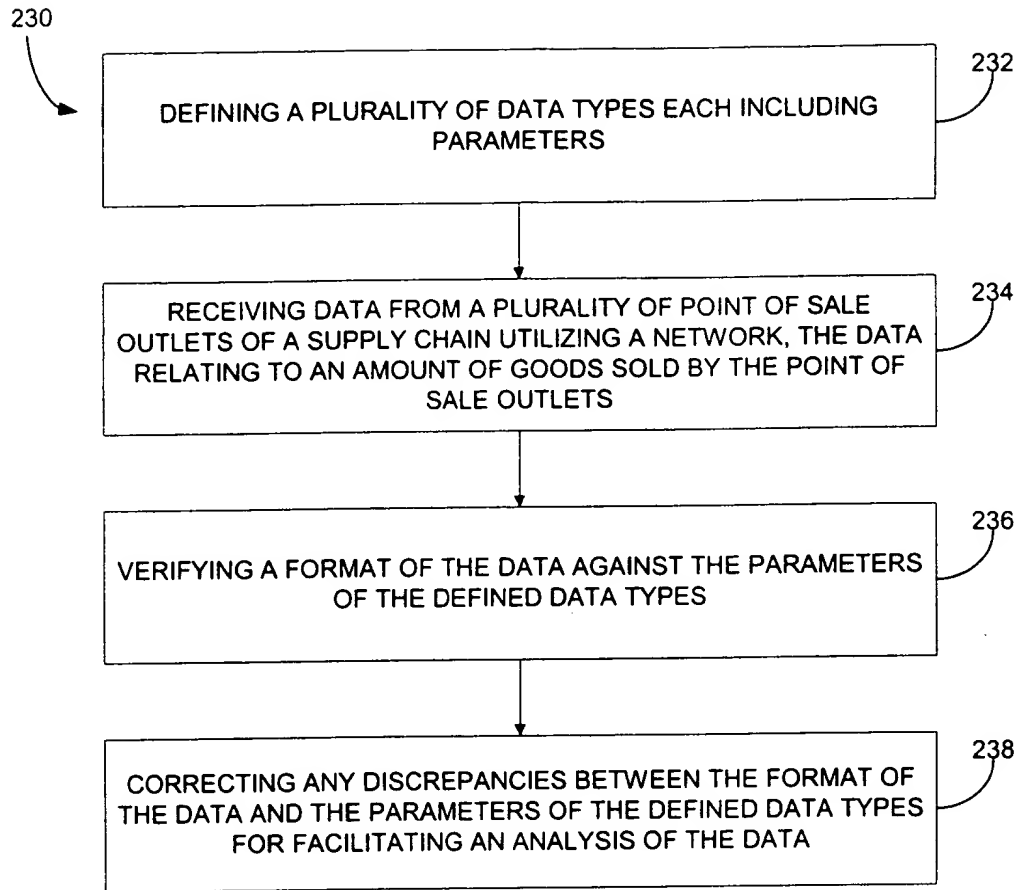 230
232
DEFINING A PLURALITY OF DATA TYPES EACH INCLUDING
PARAMETERS
234
RECEIVING DATA FROM A PLURALITY OF POINT OF SALE
OUTLETS OF A SUPPLY CHAIN UTILIZING A NETWORK, THE DATA
RELATING TO AN AMOUNT OF GOODS SOLD BY THE POINT OF
SALE OUTLETS
236
VERIFYING A FORMAT OF THE DATA AGAINST THE PARAMETERS
OF THE DEFINED DATA TYPES
238
CORRECTING ANY DISCREPANCIES BETWEEN THE FORMAT OF
THE DATA AND THE PARAMETERS OF THE DEFINED DATA TYPES
FOR FACILITATING AN ANALYSIS OF THE DATA